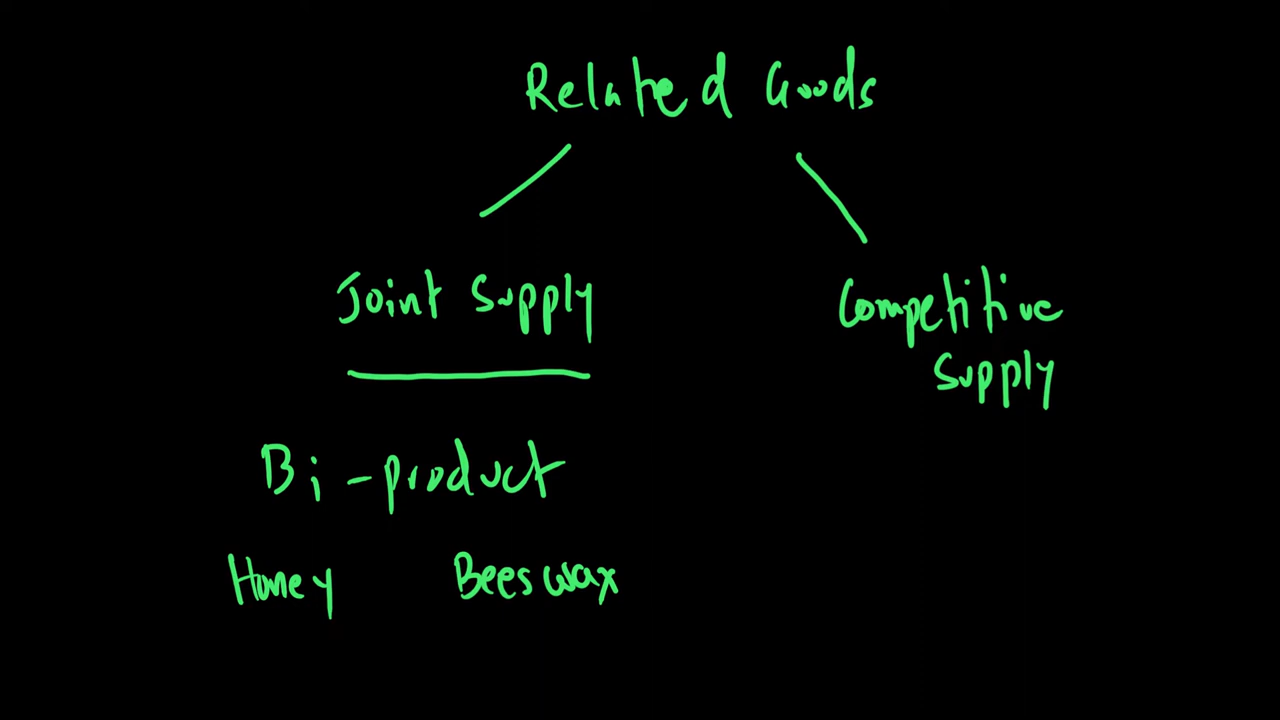 Related Goods
Joint Supply
Competitive
Supply
Bi-product
Honey Beeswax